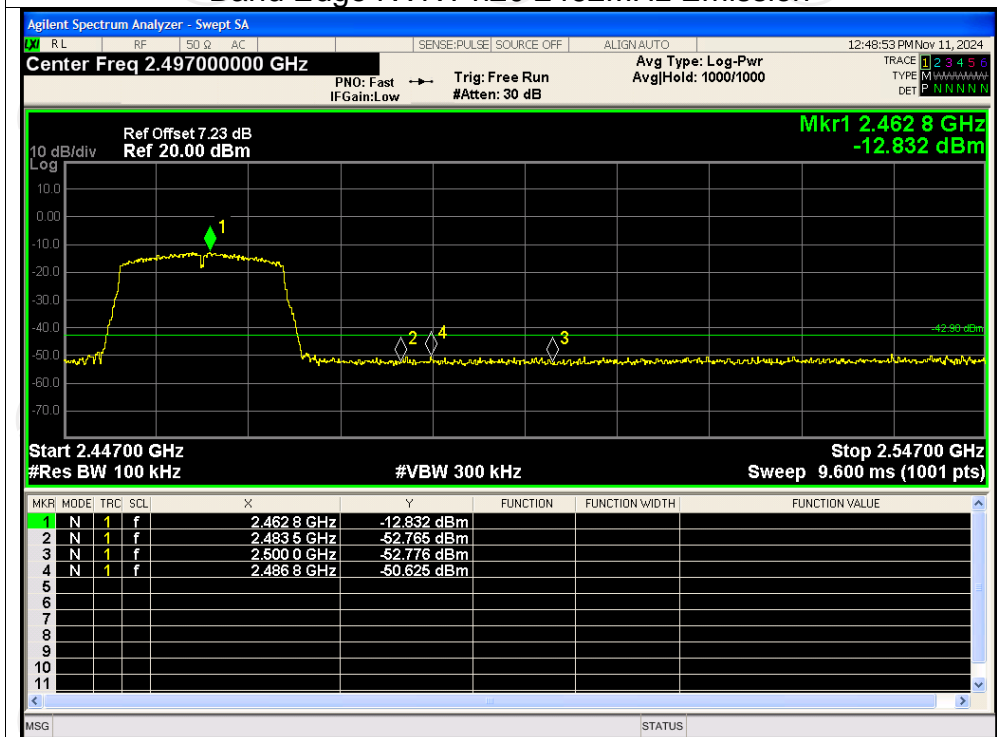 Agilent Spectrum Analyzer - Swept SA
LXI RL RF 50 Ω AC SENSE:PULSE SOURCE OFF ALIGN AUTO 12:48:53 PM Nov 11, 2024
Center Freq 2.497000000 GHz
PNO: Fast
IFGain:Low
Trig: Free Run
#Atten: 30 dB
Avg Type: Log-Pwr
Avg|Hold: 1000/1000
TRACE 1 2 3 4 5 6
TYPE M
DET P N N N N N
Mkr1 2.462 8 GHz
-12.832 dBm
Ref Offset 7.23 dB
10 dB/div Ref 20.00 dBm
Log
10.0
0.00
-10.0
-20.0
-30.0
-40.0
-50.0
-60.0
-70.0
1
2
4
3
-42.90 dBm
Start 2.44700 GHz Stop 2.54700 GHz
#Res BW 100 kHz #VBW 300 kHz Sweep 9.600 ms (1001 pts)
MKR MODE TRC SCL X Y FUNCTION FUNCTION WIDTH FUNCTION VALUE
1 N 1 f 2.462 8 GHz -12.832 dBm
2 N 1 f 2.483 5 GHz -52.765 dBm
3 N 1 f 2.500 0 GHz -52.776 dBm
4 N 1 f 2.486 8 GHz -50.625 dBm
5
6
7
8
9
10
11
MSG STATUS